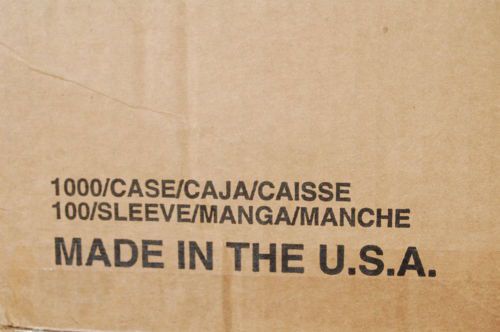 1000/CASE/CAJA/CAISSE
100/SLEEVE/MANGA/MANCHE
MADE IN THE U.S.A.